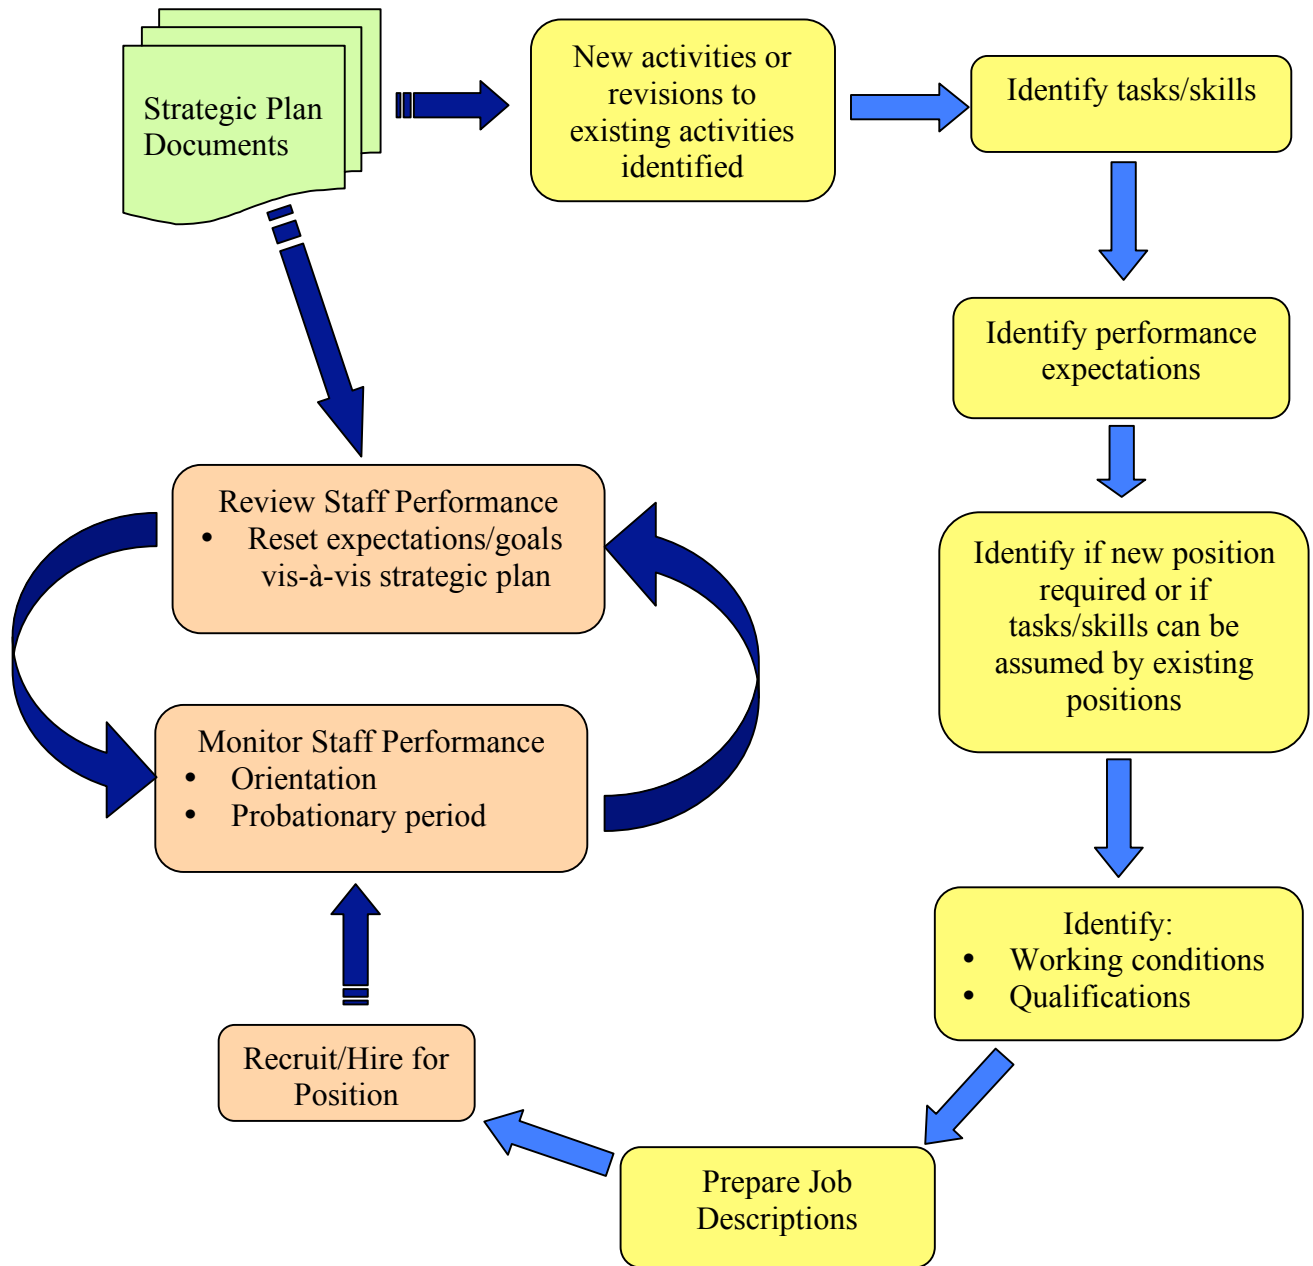 Strategic Plan
Documents
New activities or
revisions to
existing activities
identified
Identify tasks/skills
Identify performance
expectations
Identify if new position
required or if
tasks/skills can be
assumed by existing
positions
Identify:
• Working conditions
• Qualifications
Prepare Job
Descriptions
Recruit/Hire for
Position
Monitor Staff Performance
• Orientation
• Probationary period
Review Staff Performance
• Reset expectations/goals
vis-à-vis strategic plan